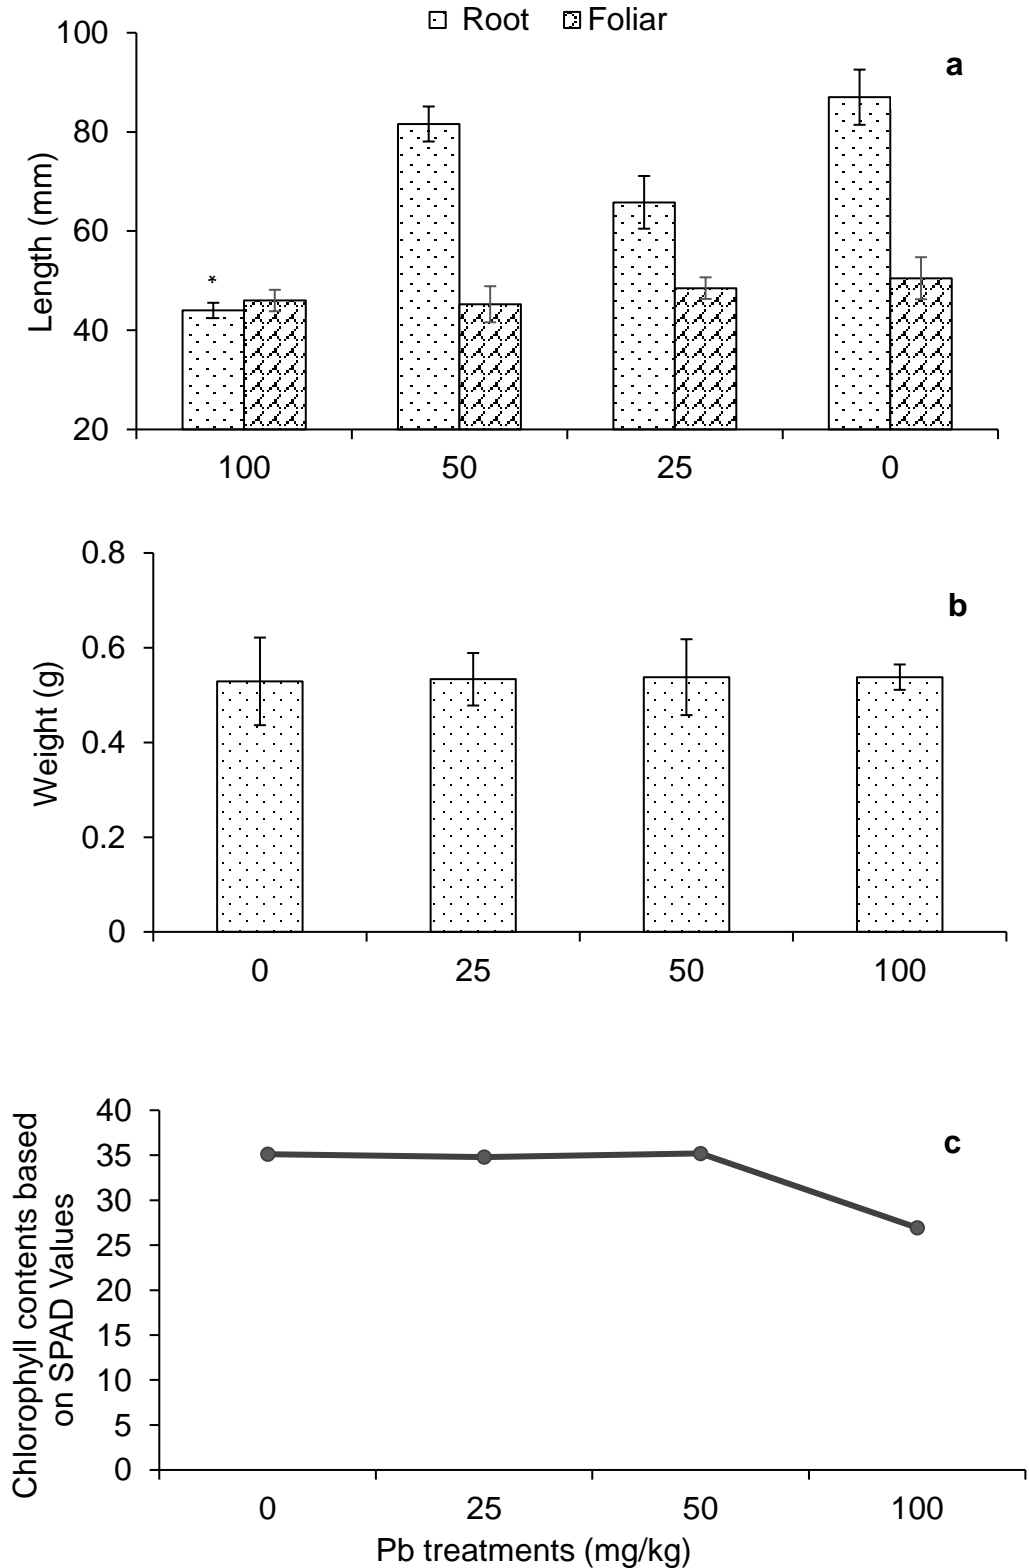 Root Foliar
a
100
80
60
40
20
Length (mm)
*
100 50 25 0
b
0.8
0.6
0.4
0.2
0
Weight (g)
0 25 50 100
c
40
35
30
25
20
15
10
5
0
Chlorophyll contents based
on SPAD Values
0 25 50 100
Pb treatments (mg/kg)